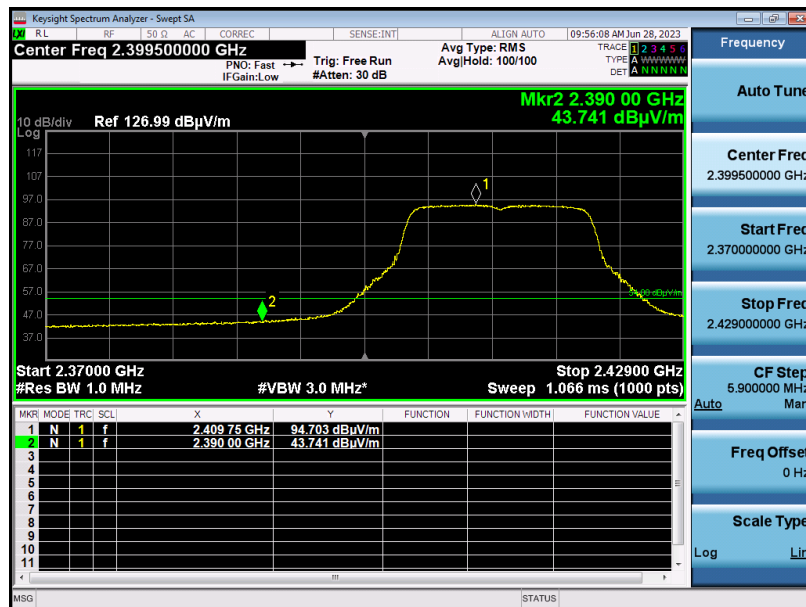 Keysight Spectrum Analyzer - Swept SA
LXI RL RF 50 Ω AC CORREC SENSE:INT ALIGN AUTO 09:56:08 AM Jun 28, 2023
Center Freq 2.399500000 GHz
PNO: Fast
IFGain:Low
Trig: Free Run
#Atten: 30 dB
Avg Type: RMS
Avg|Hold: 100/100
TRACE 1 2 3 4 5 6
TYPE A WWWWW
DET A N N N N N
Mkr2 2.390 00 GHz
43.741 dBµV/m
10 dB/div Ref 126.99 dBµV/m
Log
117
107
97.0
87.0
77.0
67.0
57.0
47.0
37.0
1
2
Start 2.37000 GHz Stop 2.42900 GHz
#Res BW 1.0 MHz #VBW 3.0 MHz* Sweep 1.066 ms (1000 pts)
MKR MODE TRC SCL X Y FUNCTION FUNCTION WIDTH FUNCTION VALUE
1 N 1 f 2.409 75 GHz 94.703 dBµV/m
2 N 1 f 2.390 00 GHz 43.741 dBµV/m
3
4
5
6
7
8
9
10
11
MSG STATUS
Frequency
Auto Tune
Center Freq
2.399500000 GHz
Start Freq
2.370000000 GHz
Stop Freq
2.429000000 GHz
CF Step
5.900000 MHz
Auto Man
Freq Offset
0 Hz
Scale Type
Log Lin